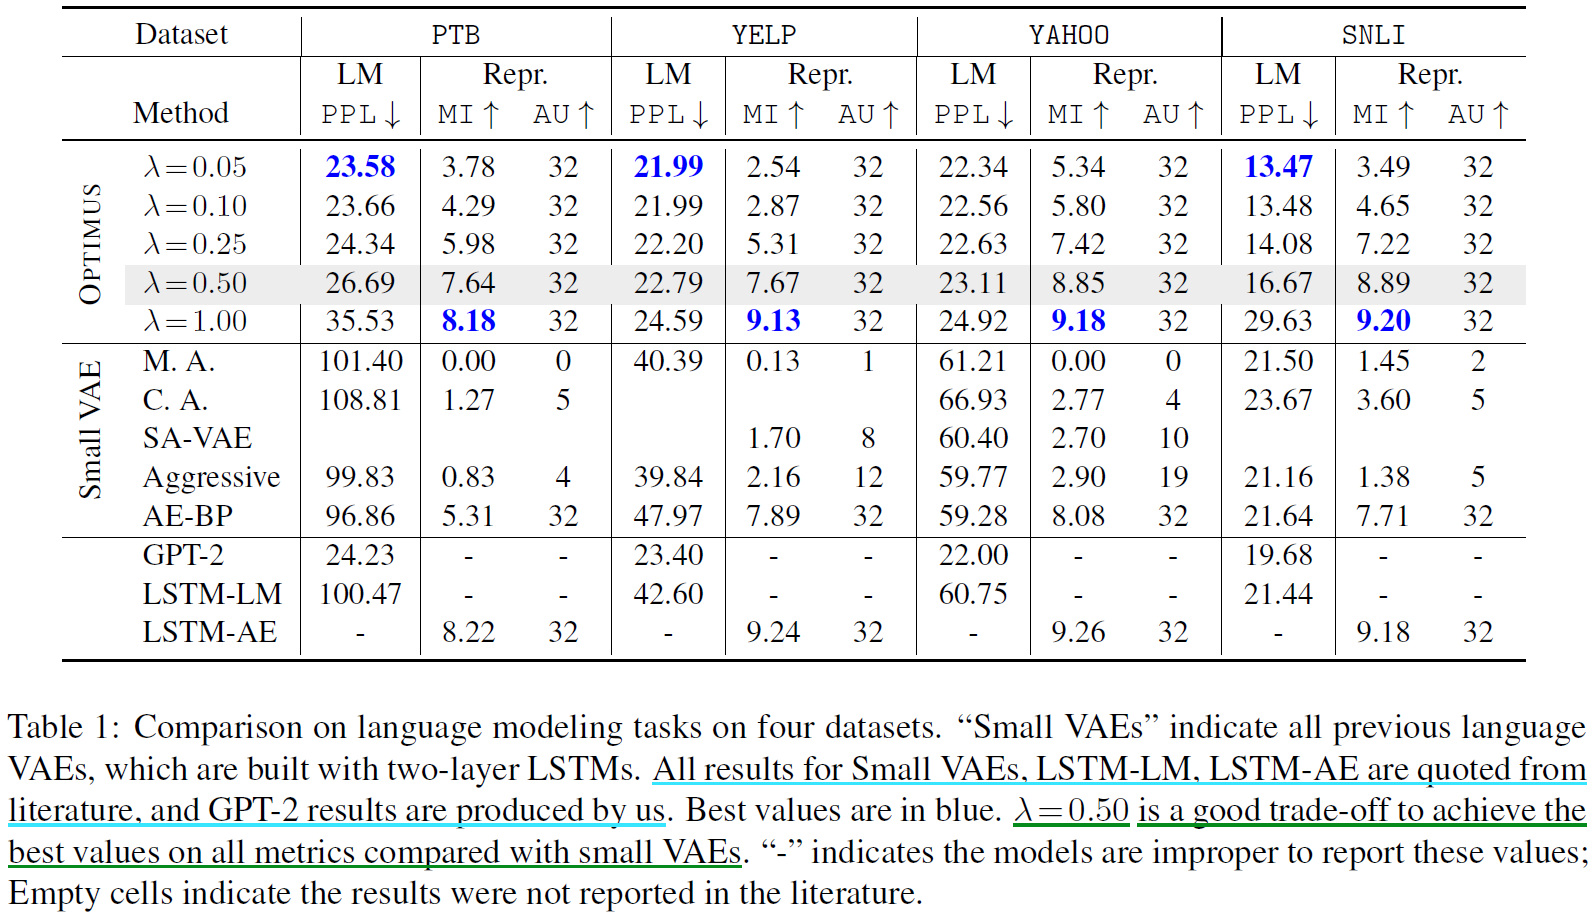 Dataset PTB YELP YAHOO SNLI
LM Repr. LM Repr. LM Repr. LM Repr.
Method PPL↓ MI↑ AU↑ PPL↓ MI↑ AU↑ PPL↓ MI↑ AU↑ PPL↓ MI↑ AU↑
OPTIMUS
λ=0.05 23.58 3.78 32 21.99 2.54 32 22.34 5.34 32 13.47 3.49 32
λ=0.10 23.66 4.29 32 21.99 2.87 32 22.56 5.80 32 13.48 4.65 32
λ=0.25 24.34 5.98 32 22.20 5.31 32 22.63 7.42 32 14.08 7.22 32
λ=0.50 26.69 7.64 32 22.79 7.67 32 23.11 8.85 32 16.67 8.89 32
λ=1.00 35.53 8.18 32 24.59 9.13 32 24.92 9.18 32 29.63 9.20 32
Small VAE
M. A. 101.40 0.00 0 40.39 0.13 1 61.21 0.00 0 21.50 1.45 2
C. A. 108.81 1.27 5 66.93 2.77 4 23.67 3.60 5
SA-VAE 1.70 8 60.40 2.70 10
Aggressive 99.83 0.83 4 39.84 2.16 12 59.77 2.90 19 21.16 1.38 5
AE-BP 96.86 5.31 32 47.97 7.89 32 59.28 8.08 32 21.64 7.71 32
GPT-2 24.23 - - 23.40 - - 22.00 - - 19.68 - -
LSTM-LM 100.47 - - 42.60 - - 60.75 - - 21.44 - -
LSTM-AE - 8.22 32 - 9.24 32 - 9.26 32 - 9.18 32
Table 1: Comparison on language modeling tasks on four datasets. “Small VAEs” indicate all previous language
VAEs, which are built with two-layer LSTMs. All results for Small VAEs, LSTM-LM, LSTM-AE are quoted from
literature, and GPT-2 results are produced by us. Best values are in blue. λ=0.50 is a good trade-off to achieve the
best values on all metrics compared with small VAEs. “-” indicates the models are improper to report these values;
Empty cells indicate the results were not reported in the literature.